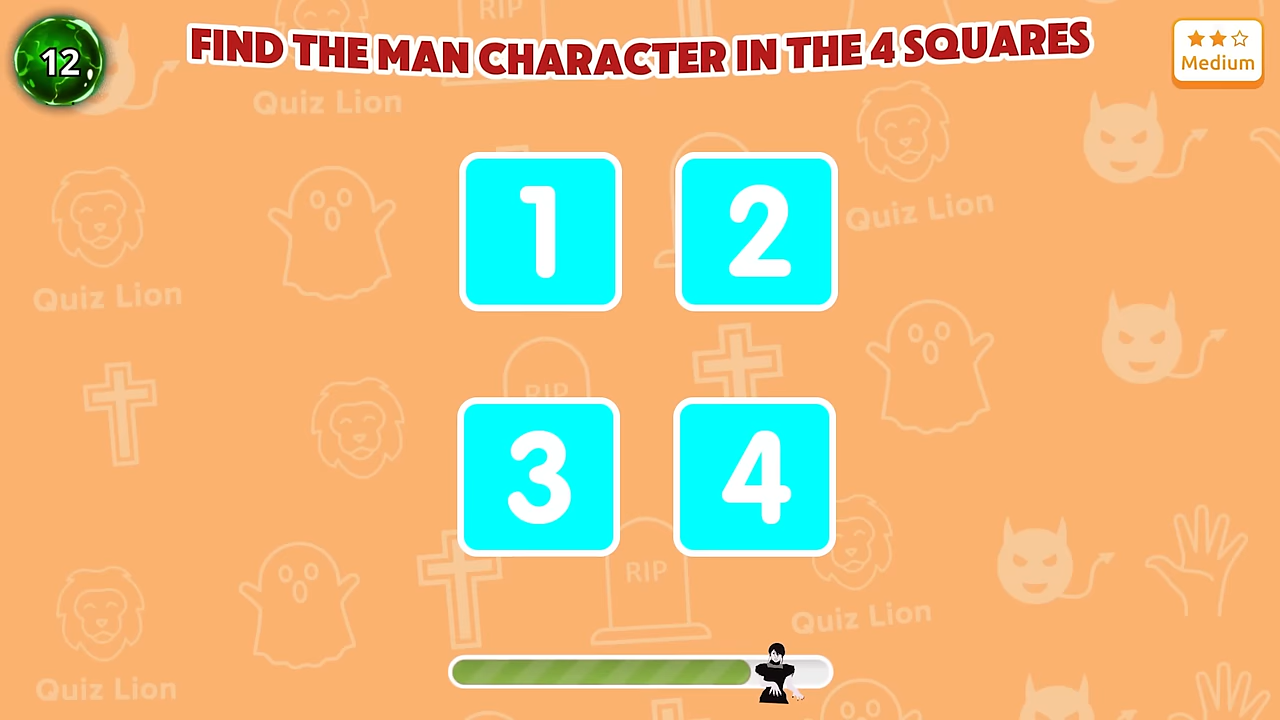 RIP
12
FIND THE MAN CHARACTER IN THE 4 SQUARES
Medium
Quiz Lion
1
2
Quiz Lion
Quiz Lion
RIP
3
4
RIP
Quiz Lion
Quiz Lion